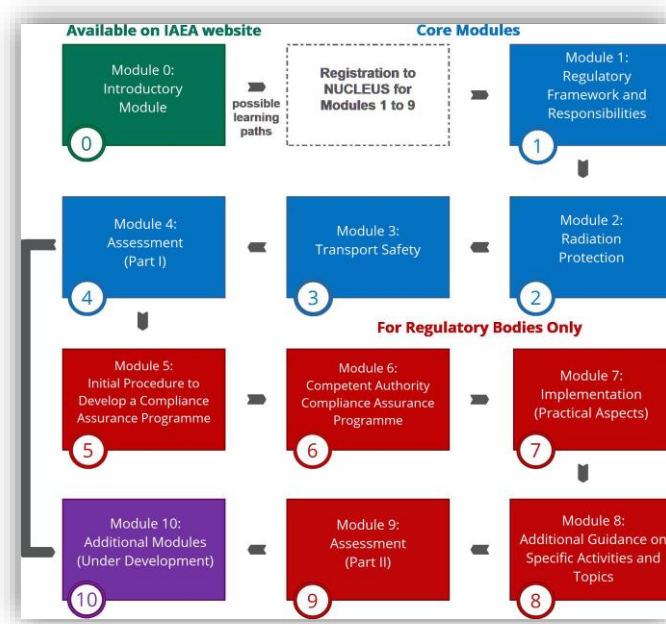 Available on IAEA website
Core Modules
Module 0:
Introductory
Module
0
possible
learning
paths
Registration to
NUCLEUS for
Modules 1 to 9
Module 1:
Regulatory
Framework and
Responsibilities
1
Module 4:
Assessment
(Part I)
4
Module 3:
Transport Safety
3
Module 2:
Radiation
Protection
2
For Regulatory Bodies Only
Module 5:
Initial Procedure to
Develop a Compliance
Assurance Programme
5
Module 6:
Competent Authority
Compliance Assurance
Programme
6
Module 7:
Implementation
(Practical Aspects)
7
Module 10:
Additional Modules
(Under Development)
10
Module 9:
Assessment
(Part II)
9
Module 8:
Additional Guidance on
Specific Activities and
Topics
8